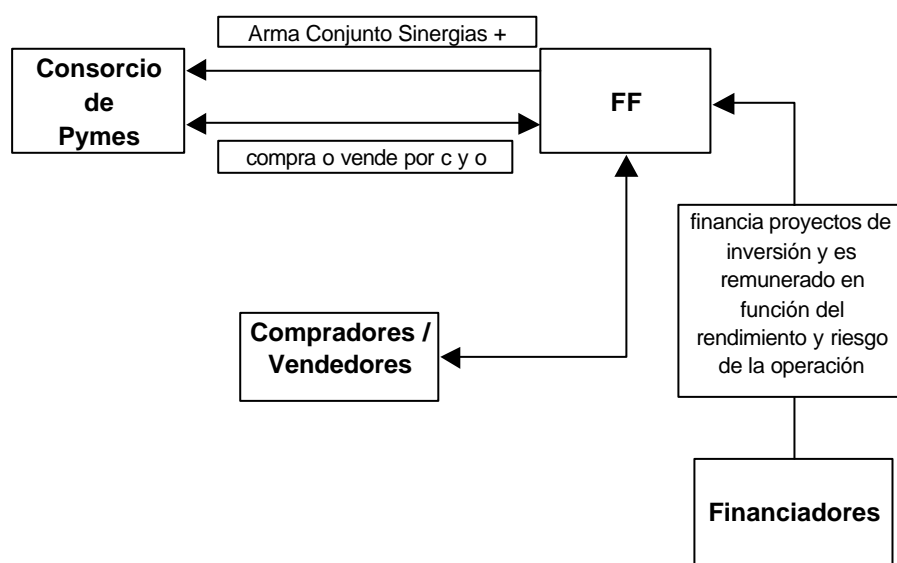 Arma Conjunto Sinergias +
Consorcio
de
Pymes
FF
compra o vende por c y o
financia proyectos de
inversión y es
remunerado en
función del
rendimiento y riesgo
de la operación
Compradores /
Vendedores
Financiadores